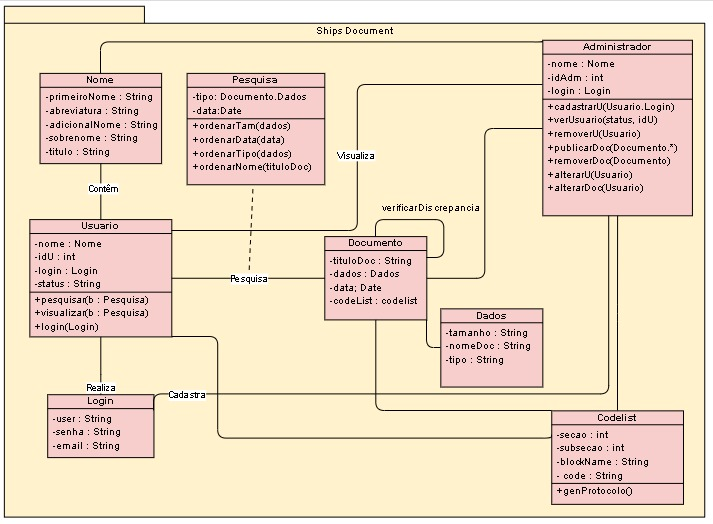 Ships Document
Administrador
-nome : Nome
-idAdm : int
-login : Login
+cadastrarU(Usuario.Login)
+verUsuario(status, idU)
+removerU(Usuario)
+publicarDoc(Documento.*)
+removerDoc(Documento)
+alterarU(Usuario)
+alterarDoc(Usuario)
Nome
-primeiroNome : String
-abreviatura : String
-adicionalNome : String
-sobrenome : String
-titulo : String
Pesquisa
-tipo: Documento.Dados
-data:Date
+ordenarTam(dados)
+ordenarData(data)
+ordenarTipo(dados)
+ordenarNome(tituloDoc)
Visualiza
Contêm
verificarDiscrepancia
Usuario
-nome : Nome
-idU : int
-login : Login
-status : String
+pesquisar(b : Pesquisa)
+visualizar(b : Pesquisa)
+login(Login)
Pesquisa
Documento
-tituloDoc : String
-dados : Dados
-data; Date
-codeList : codelist
Dados
-tamanho : String
-nomeDoc : String
-tipo : String
Realiza
Cadastra
Login
-user : String
-senha : String
-email : String
Codelist
-secao : int
-subsecao : int
-blockName : String
- code : String
+genProtocolo()